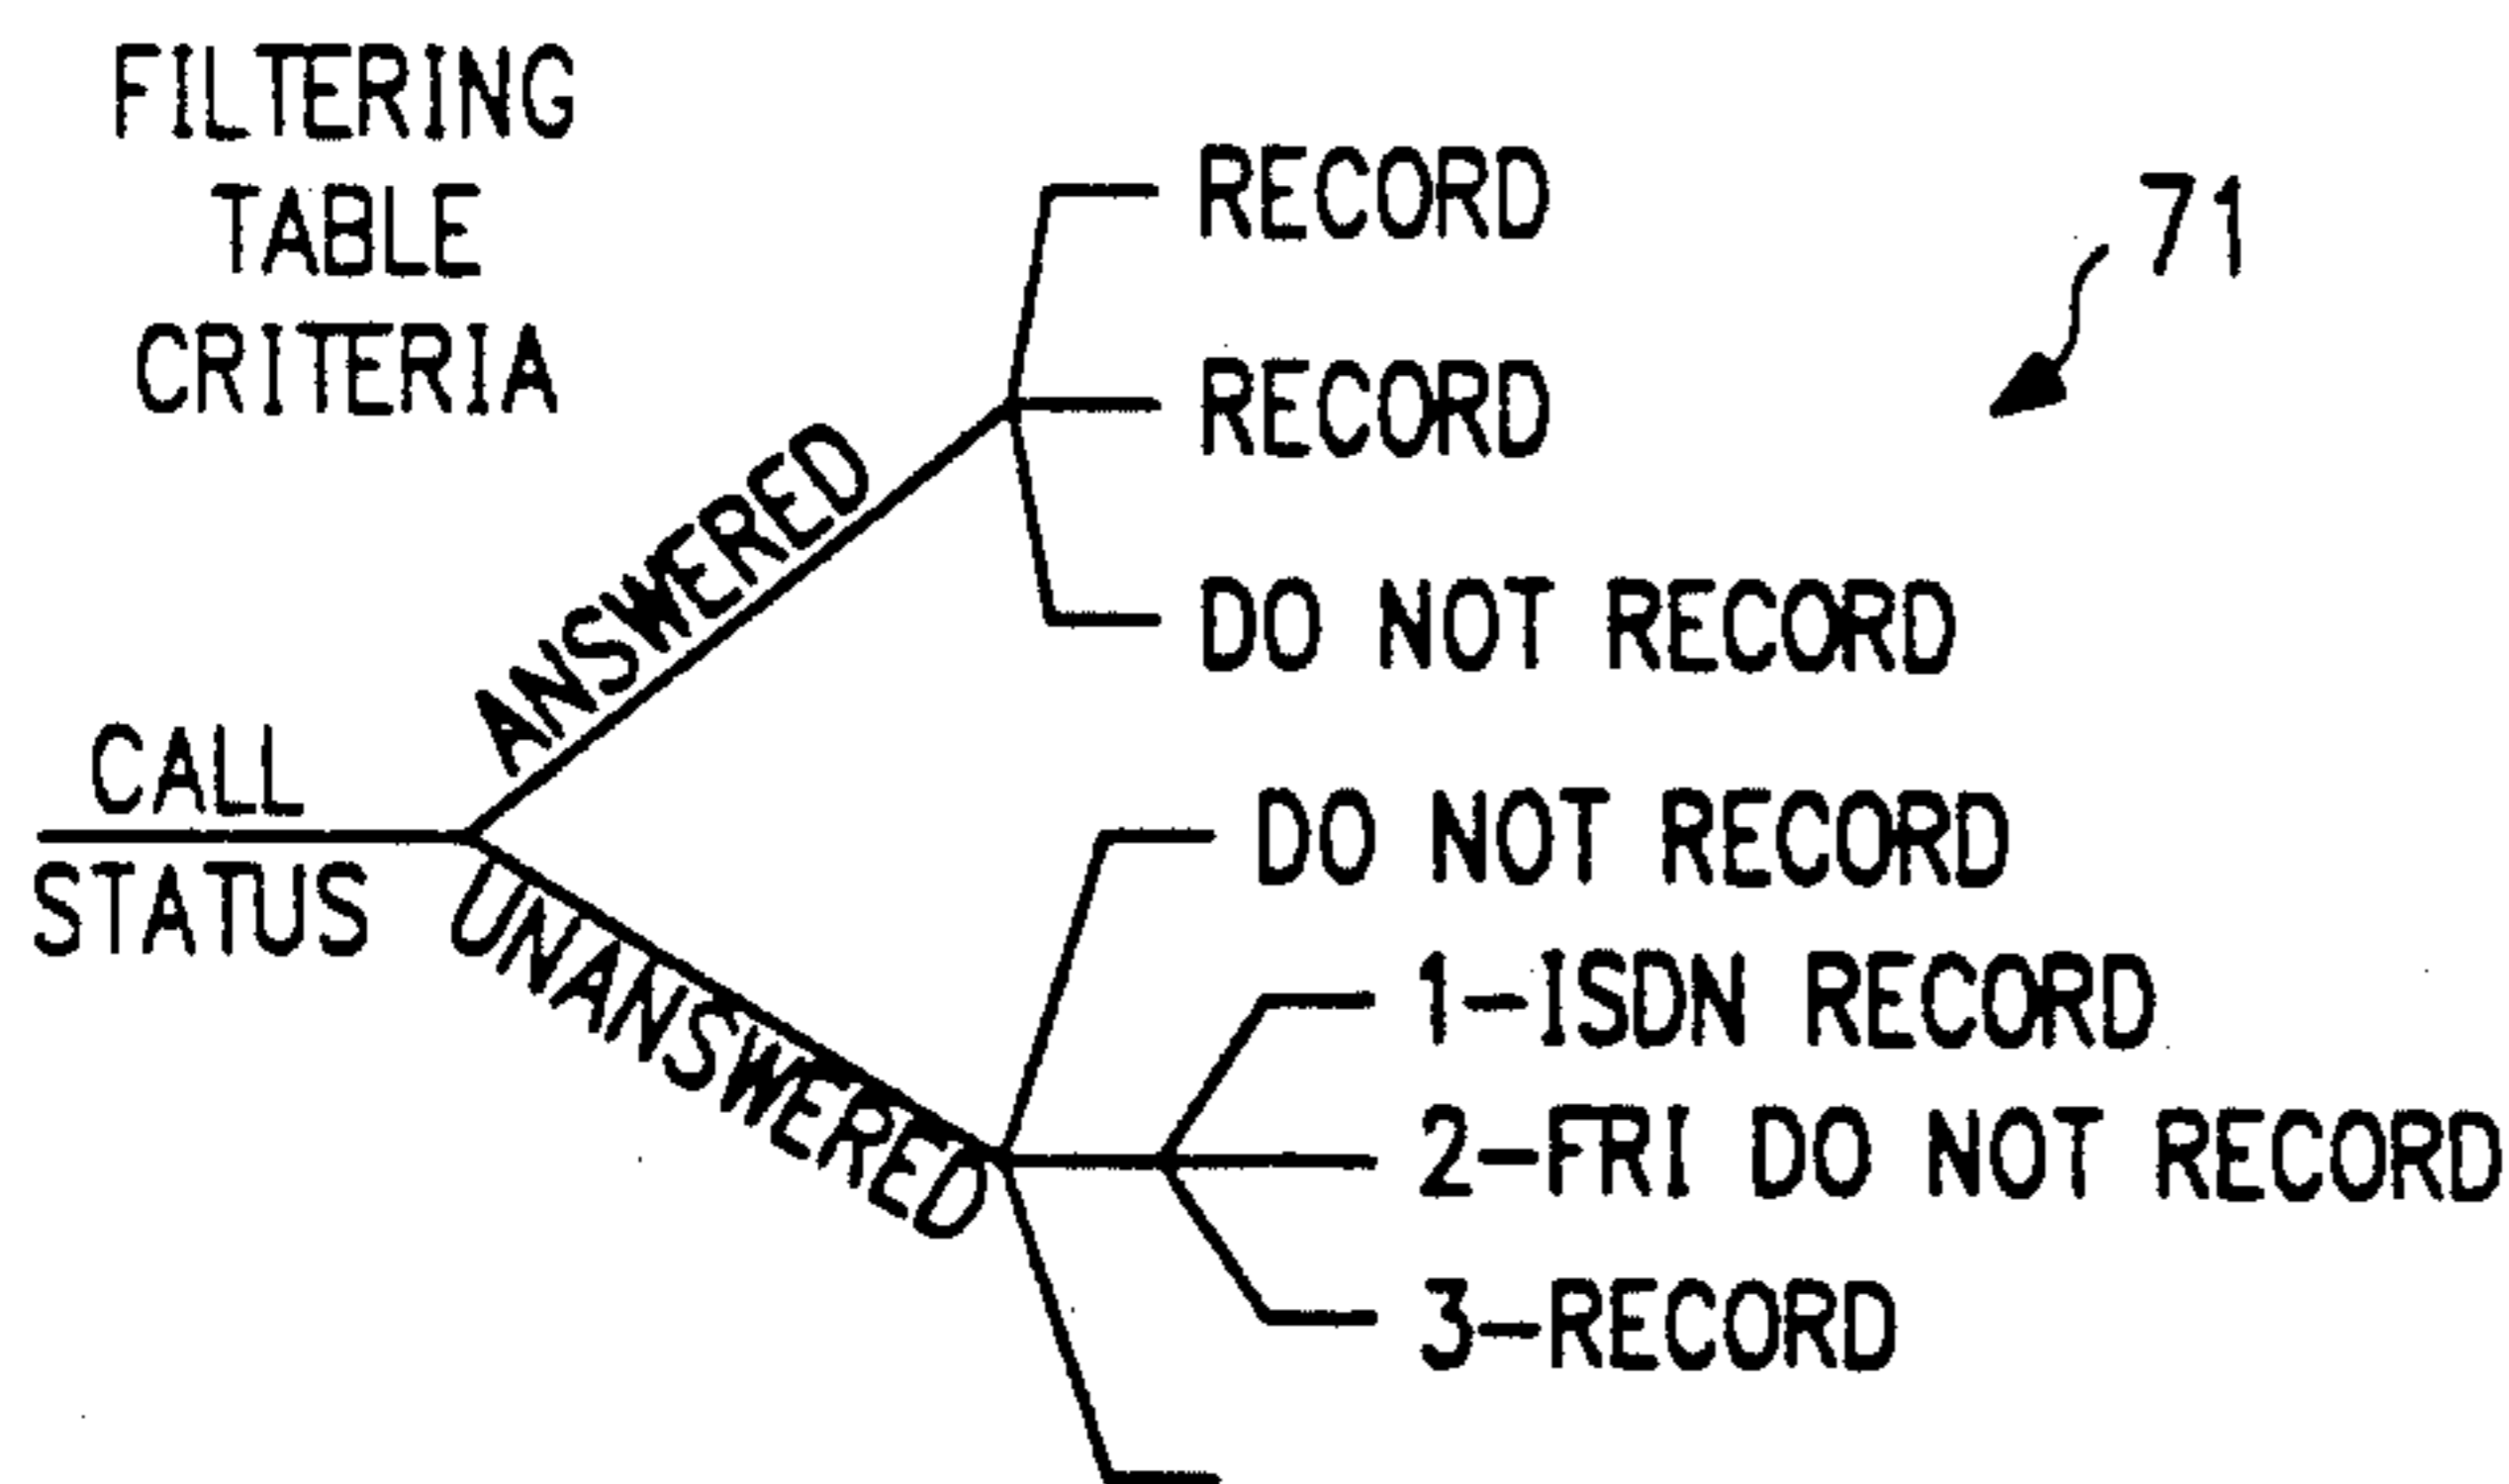 FILTERING
TABLE
CRITERIA
RECORD
71
RECORD
ANSWERED
DO NOT RECORD
CALL
STATUS
DO NOT RECORD
UNANSWERED
1-ISDN RECORD
2-FRI DO NOT RECORD
3-RECORD